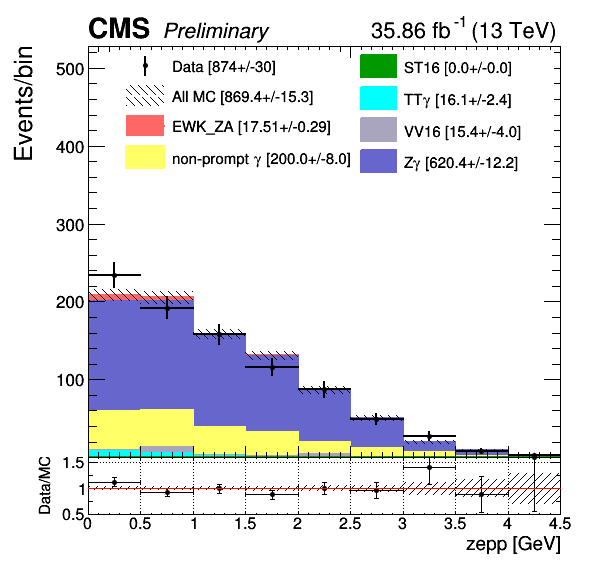 CMS Preliminary 35.86 fb⁻¹ (13 TeV)
Events/bin
500
400
300
200
100
Data [874+/-30]
All MC [869.4+/-15.3]
EWK_ZA [17.51+/-0.29]
non-prompt γ [200.0+/-8.0]
ST16 [0.0+/-0.0]
TTγ [16.1+/-2.4]
VV16 [15.4+/-4.0]
Zγ [620.4+/-12.2]
Data/MC
1.5
1
0.5
0 0.5 1 1.5 2 2.5 3 3.5 4 4.5
zepp [GeV]